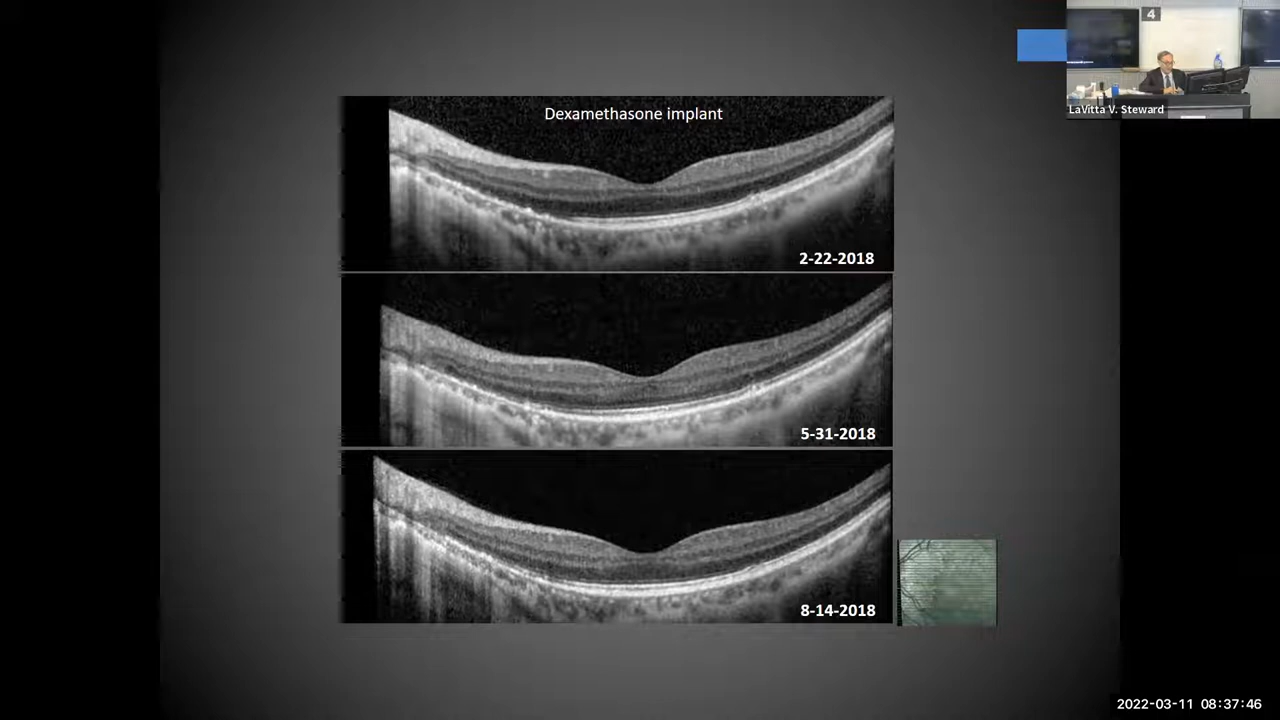 4
LaVitta V. Steward
Dexamethasone implant
2-22-2018
5-31-2018
8-14-2018
2022-03-11 08:37:46